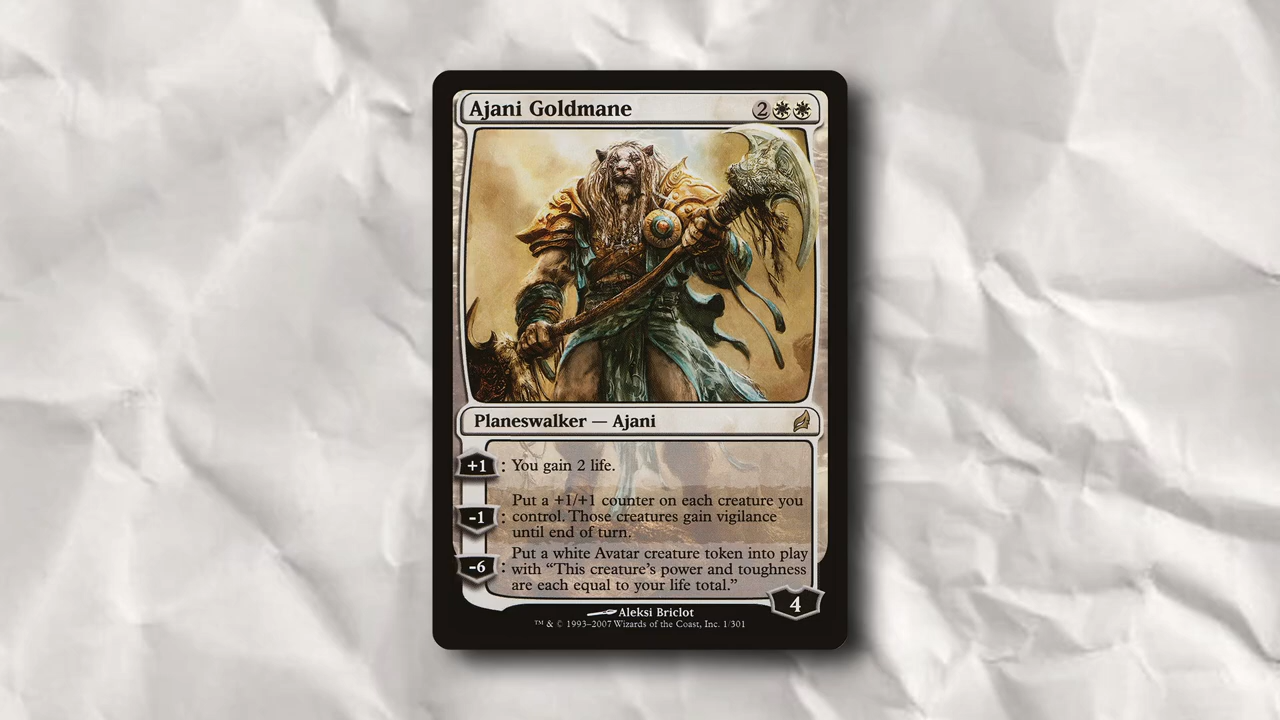 Ajani Goldmane 2
Planeswalker — Ajani
+1 : You gain 2 life.
-1 : Put a +1/+1 counter on each creature you
control. Those creatures gain vigilance
until end of turn.
-6 : Put a white Avatar creature token into play
with “This creature’s power and toughness
are each equal to your life total.”
4
Aleksi Briclot
™ & © 1993–2007 Wizards of the Coast, Inc. 1/301